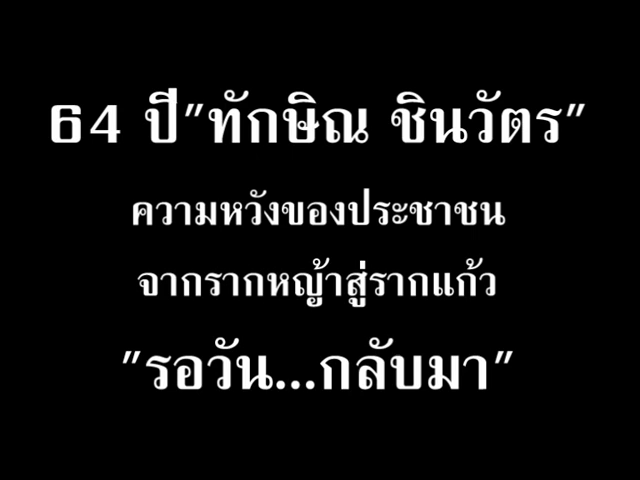 64 ปี"ทักษิณ ชินวัตร"
ความหวังของประชาชน
จากรากหญ้าสู่รากแก้ว
"รอวัน...กลับมา"